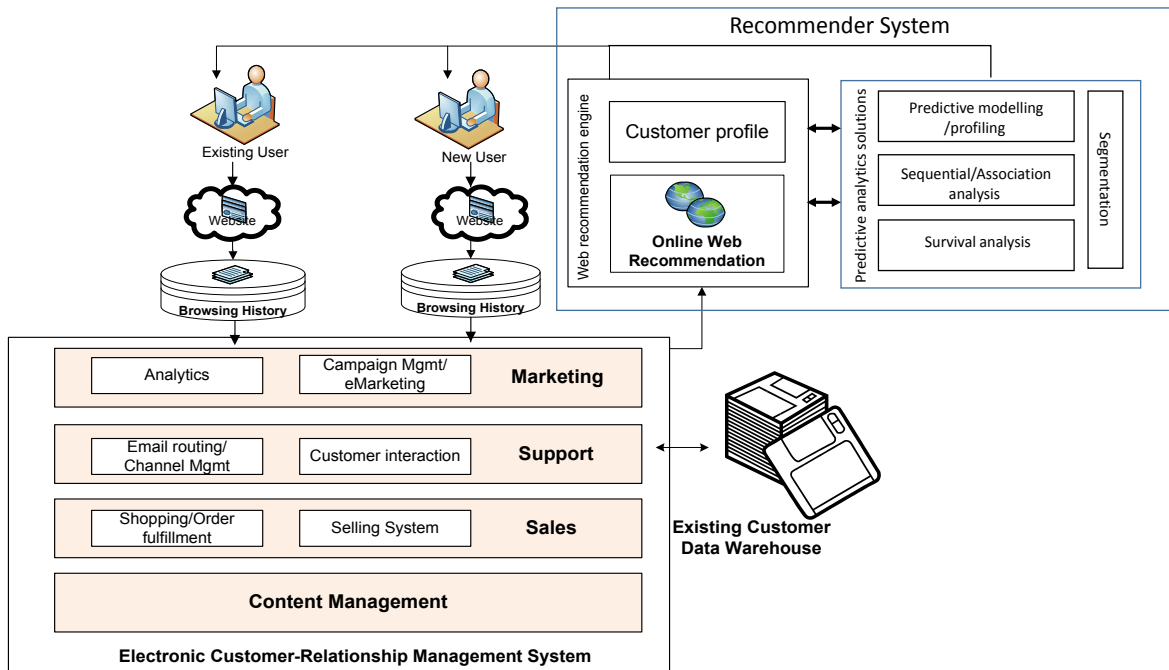 Recommender System
Existing User
New User
Website
Website
Browsing History
Browsing History
Web recommendation engine
Customer profile
Online Web
Recommendation
Predictive analytics solutions
Predictive modelling
/profiling
Sequential/Association
analysis
Survival analysis
Segmentation
Analytics
Campaign Mgmt/
eMarketing
Marketing
Email routing/
Channel Mgmt
Customer interaction
Support
Shopping/Order
fulfillment
Selling System
Sales
Content Management
Electronic Customer-Relationship Management System
Existing Customer
Data Warehouse